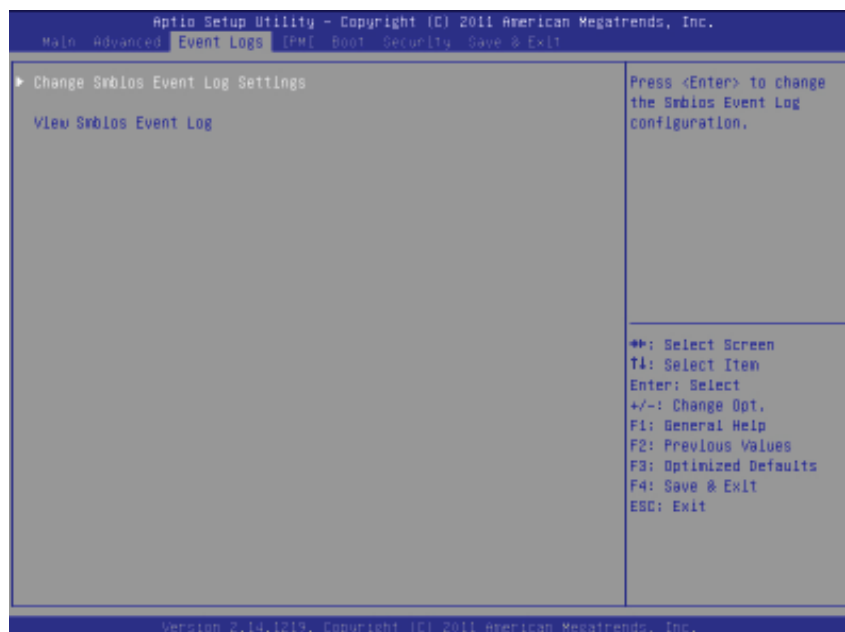 Aptio Setup Utility - Copyright (C) 2011 American Megatrends, Inc.
Main Advanced Event Logs IPMI Boot Security Save & Exit
Change Smbios Event Log Settings
View Smbios Event Log
Press <Enter> to change
the Smbios Event Log
configuration.
: Select Screen
↑↓: Select Item
Enter: Select
+/-: Change Opt.
F1: General Help
F2: Previous Values
F3: Optimized Defaults
F4: Save & Exit
ESC: Exit
Version 2.14.1219. Copyright (C) 2011 American Megatrends, Inc.